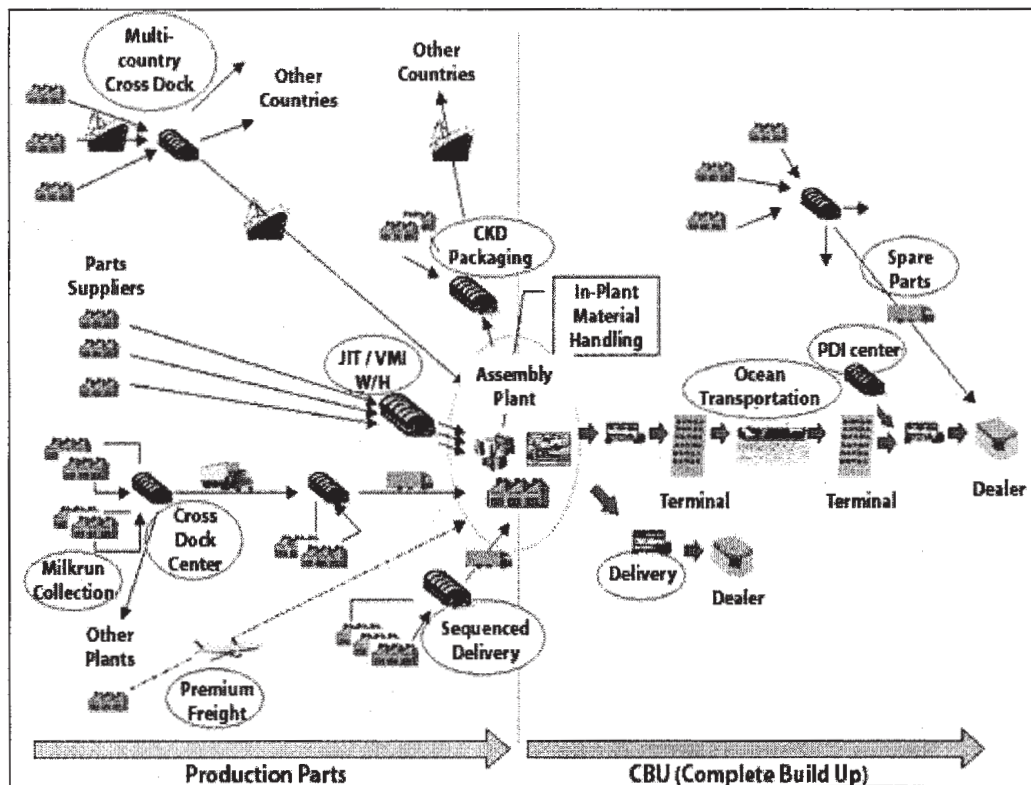 Multi-
country
Cross Dock
Other
Countries
Other
Countries
CKD
Packaging
Spare
Parts
Parts
Suppliers
In-Plant
Material
Handling
JIT / VMI
W/H
Assembly
Plant
PDI center
Ocean
Transportation
Terminal
Terminal
Dealer
Cross
Dock
Center
Milkrun
Collection
Delivery
Dealer
Other
Plants
Sequenced
Delivery
Premium
Freight
Production Parts
CBU (Complete Build Up)